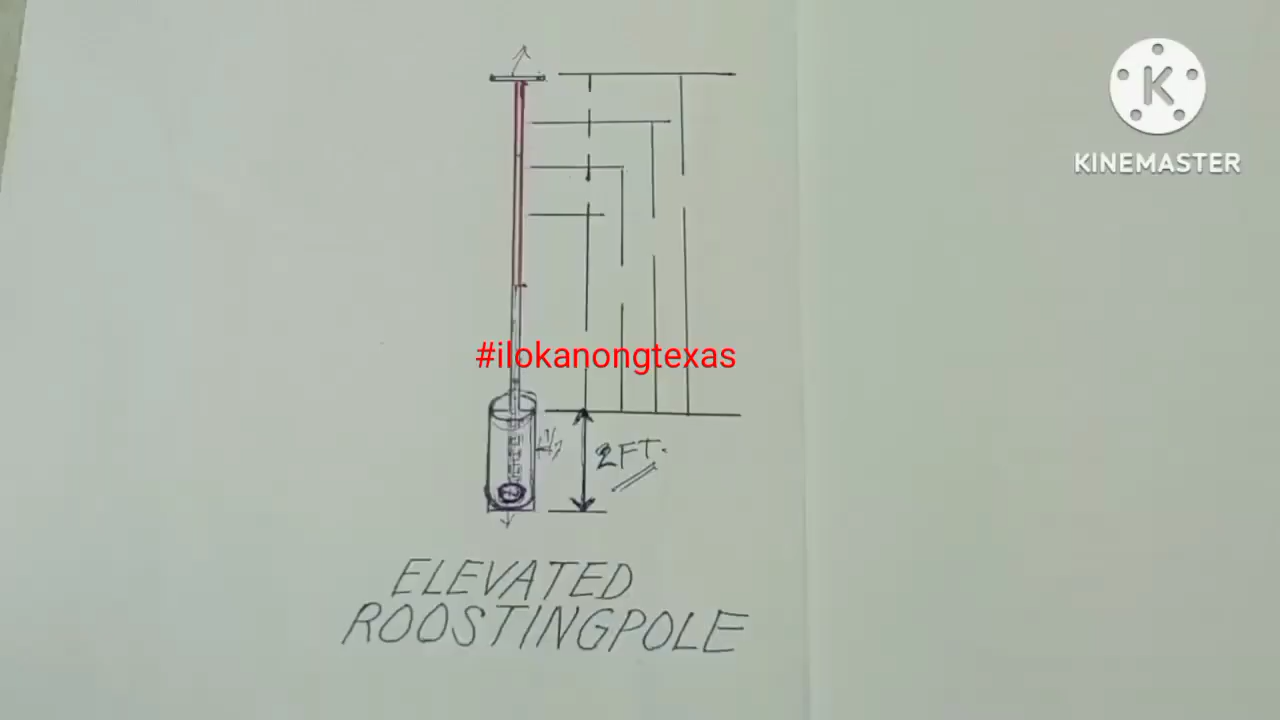 KINEMASTER
#ilokanongtexas
2FT.
ELEVATED
ROOSTINGPOLE